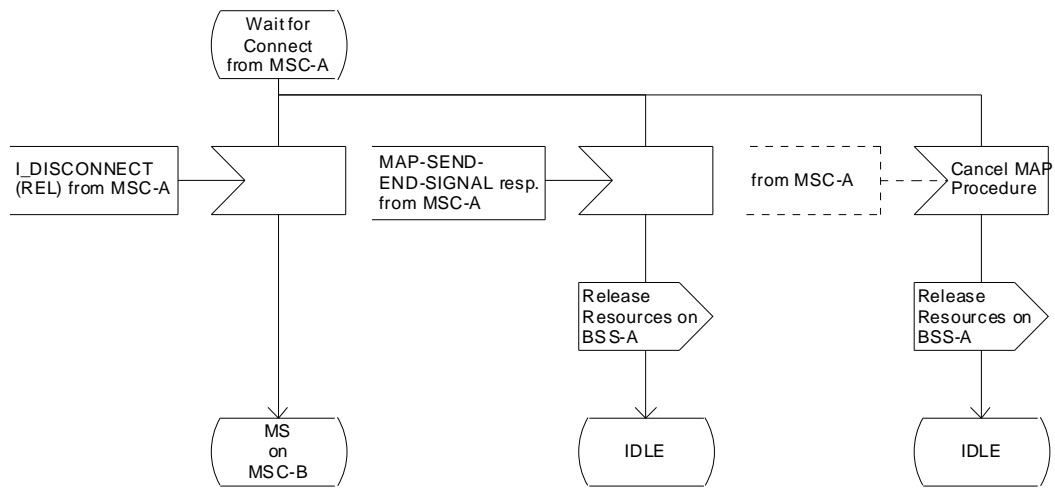 Wait for
Connect
from MSC-A
I_DISCONNECT
(REL) from MSC-A
MAP-SEND-
END-SIGNAL resp.
from MSC-A
from MSC-A
Cancel MAP
Procedure
Release
Resources on
BSS-A
Release
Resources on
BSS-A
MS
on
MSC-B
IDLE
IDLE